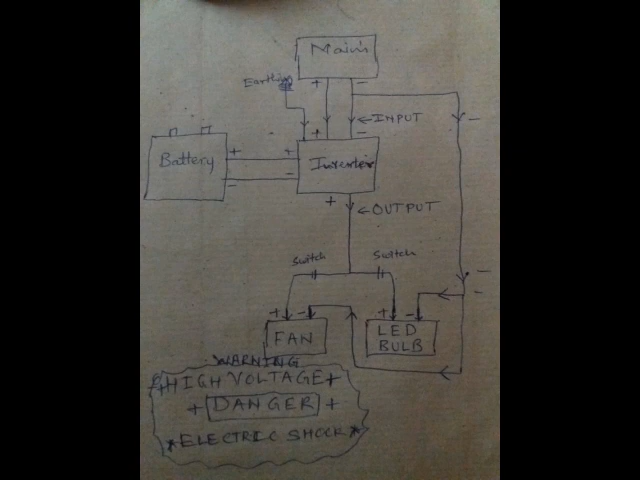 Mains
Earthing
+ -
← INPUT
-
+ -
Battery
+ +
- -
Inverter
+
← OUTPUT
Switch
Switch
-
-
+ -
+ -
FAN
LED
BULB
WARNING
HIGH VOLTAGE +
+ DANGER +
ELECTRIC SHOCK